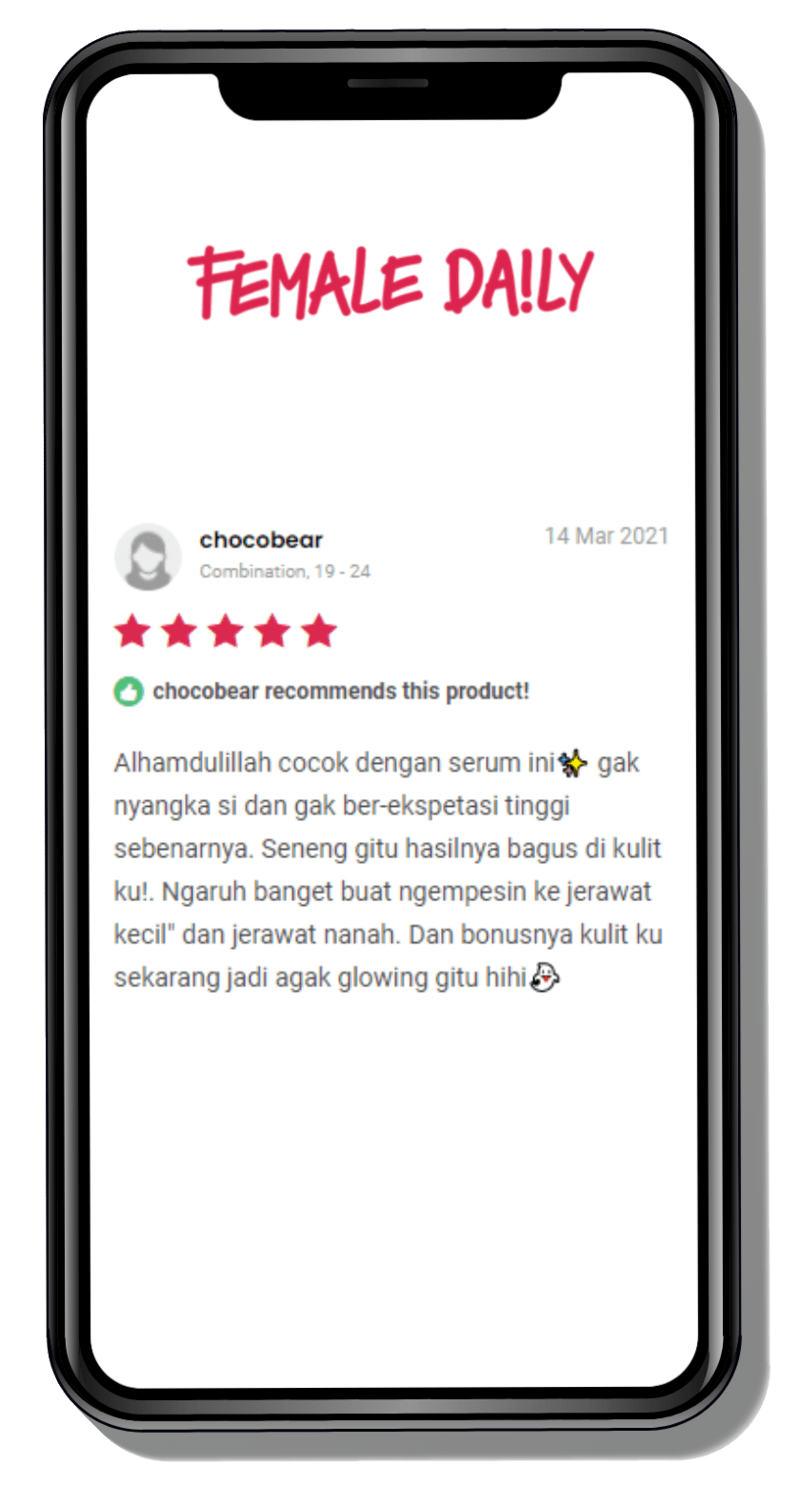 FEMALE DA!LY
chocobear
14 Mar 2021
Combination, 19 - 24
chocobear recommends this product!
Alhamdulillah cocok dengan serum ini✨ gak
nyangka si dan gak ber-ekspetasi tinggi
sebenarnya. Seneng gitu hasilnya bagus di kulit
ku!. Ngaruh banget buat ngempesin ke jerawat
kecil" dan jerawat nanah. Dan bonusnya kulit ku
sekarang jadi agak glowing gitu hihi👻